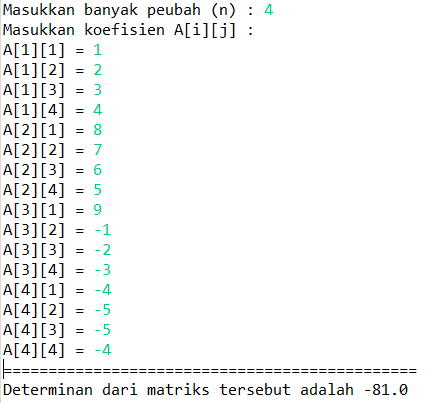 Masukkan banyak peubah (n) : 4
Masukkan koefisien A[i][j] :
A[1][1] = 1
A[1][2] = 2
A[1][3] = 3
A[1][4] = 4
A[2][1] = 8
A[2][2] = 7
A[2][3] = 6
A[2][4] = 5
A[3][1] = 9
A[3][2] = -1
A[3][3] = -2
A[3][4] = -3
A[4][1] = -4
A[4][2] = -5
A[4][3] = -5
A[4][4] = -4
===============================================
Determinan dari matriks tersebut adalah -81.0